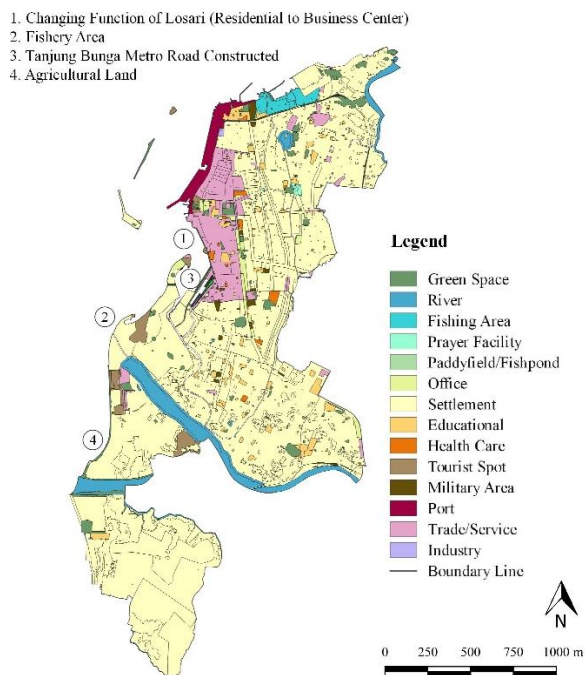 1. Changing Function of Losari (Residential to Business Center)
2. Fishery Area
3. Tanjung Bunga Metro Road Constructed
4. Agricultural Land
1
3
2
4
Legend
Green Space
River
Fishing Area
Prayer Facility
Paddyfield/Fishpond
Office
Settlement
Educational
Health Care
Tourist Spot
Military Area
Port
Trade/Service
Industry
Boundary Line
N
0 250 500 750 1000 m